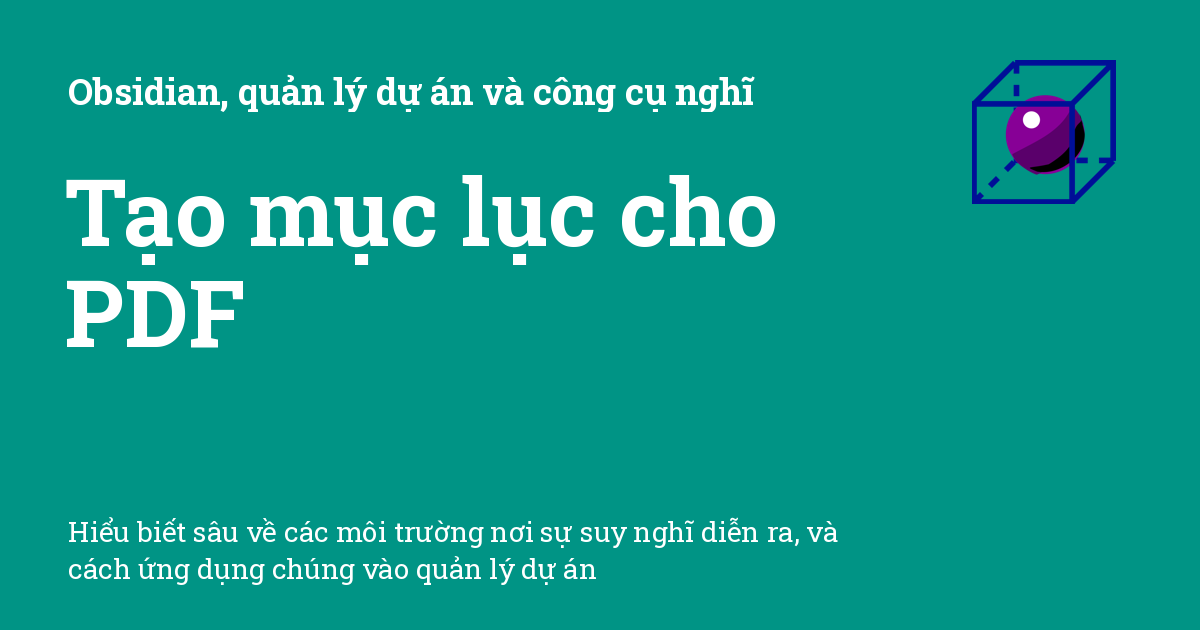 Obsidian, quản lý dự án và công cụ nghĩ
Tạo mục lục cho
PDF
Hiểu biết sâu về các môi trường nơi sự suy nghĩ diễn ra, và
cách ứng dụng chúng vào quản lý dự án